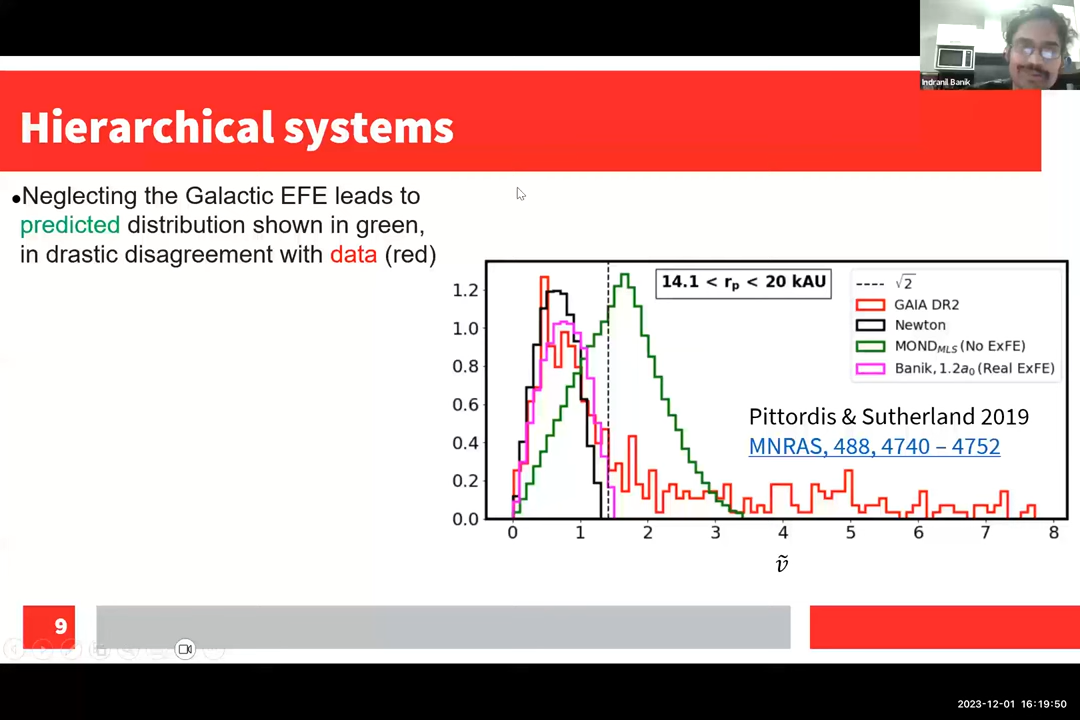 Indranil Banik
Hierarchical systems
•Neglecting the Galactic EFE leads to
predicted distribution shown in green,
in drastic disagreement with data (red)
14.1 < rₚ < 20 kAU
√2
GAIA DR2
Newton
MOND_MLS (No ExFE)
Banik, 1.2a₀ (Real ExFE)
Pittordis & Sutherland 2019
MNRAS, 488, 4740 – 4752
1.2
1.0
0.8
0.6
0.4
0.2
0.0
0 1 2 3 4 5 6 7 8
ṽ
9
2023-12-01 16:19:50